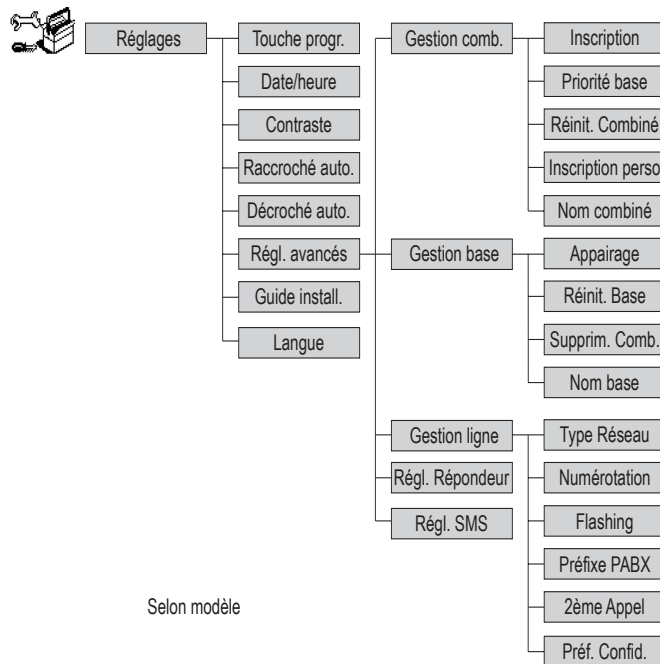 Réglages
Touche progr.
Date/heure
Contraste
Raccroché auto.
Décroché auto.
Régl. avancés
Guide install.
Langue
Gestion comb.
Gestion base
Gestion ligne
Régl. Répondeur
Régl. SMS
Inscription
Priorité base
Réinit. Combiné
Inscription perso
Nom combiné
Appairage
Réinit. Base
Supprim. Comb.
Nom base
Type Réseau
Numérotation
Flashing
Préfixe PABX
2ème Appel
Préf. Confid.
Selon modèle